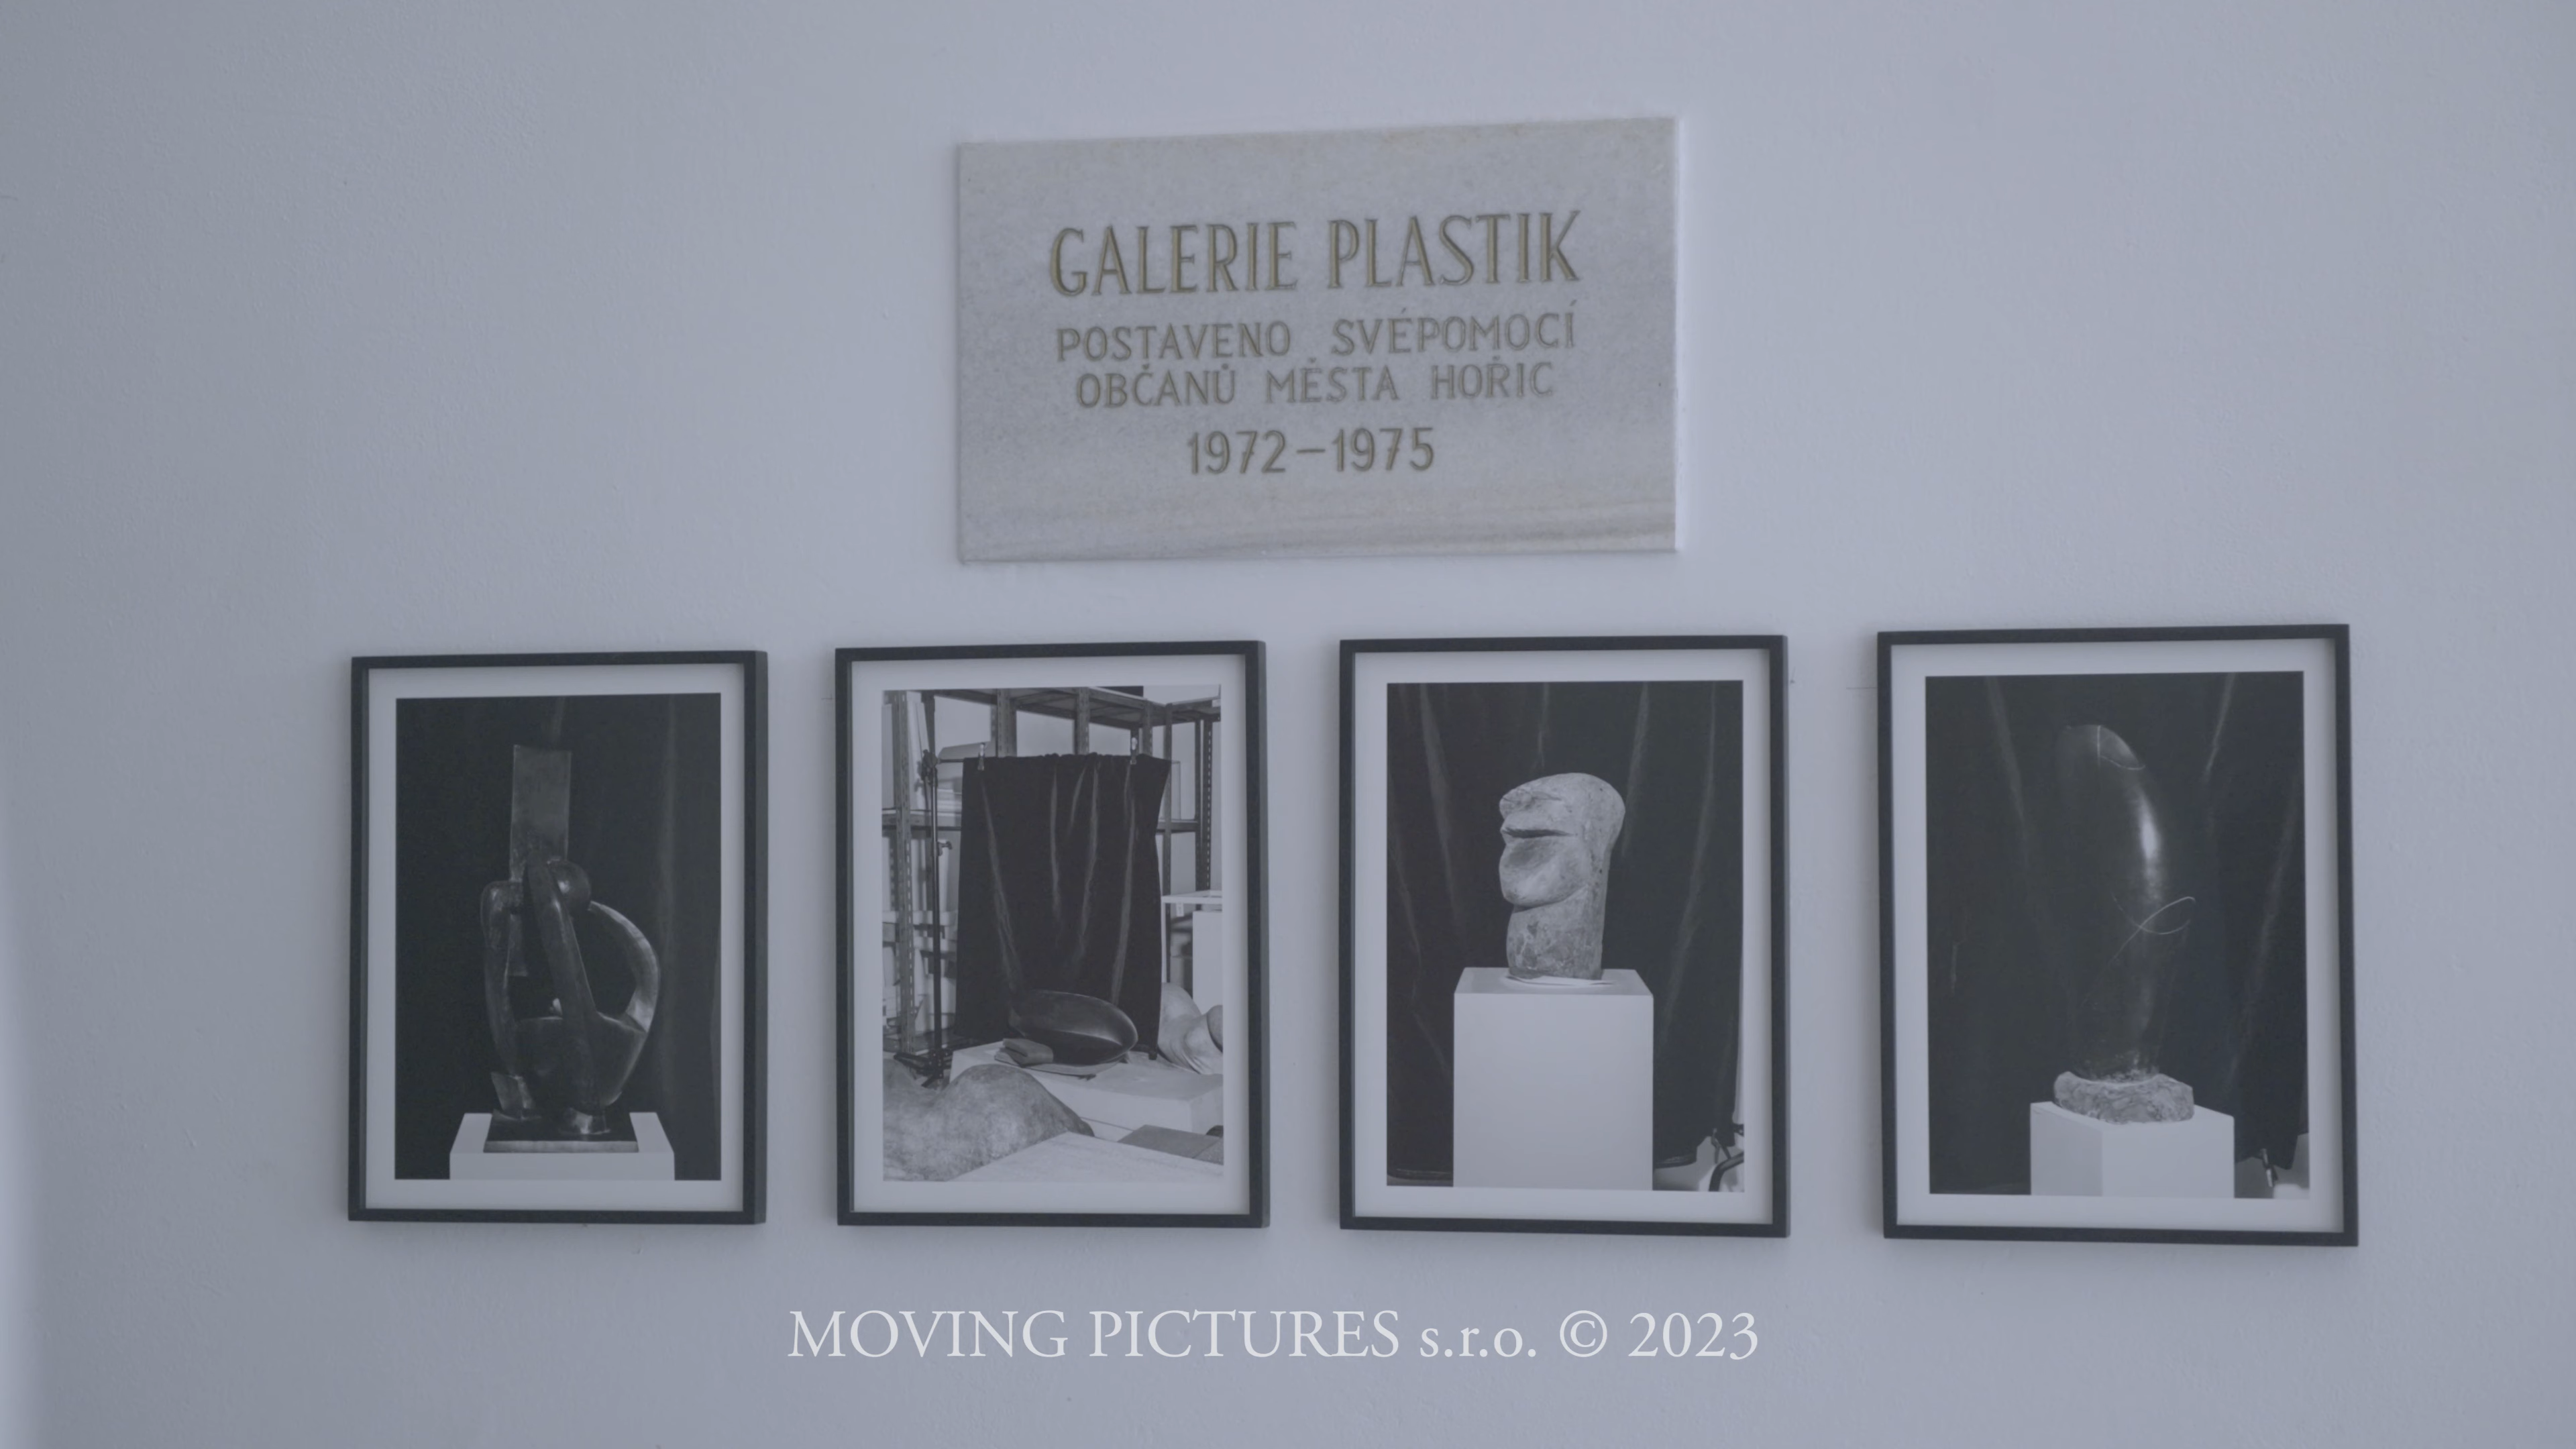 GALERIE PLASTIK
POSTAVENO SVÉPOMOCÍ
OBČANŮ MĚSTA HOŘIC
1972–1975
MOVING PICTURES s.r.o. © 2023